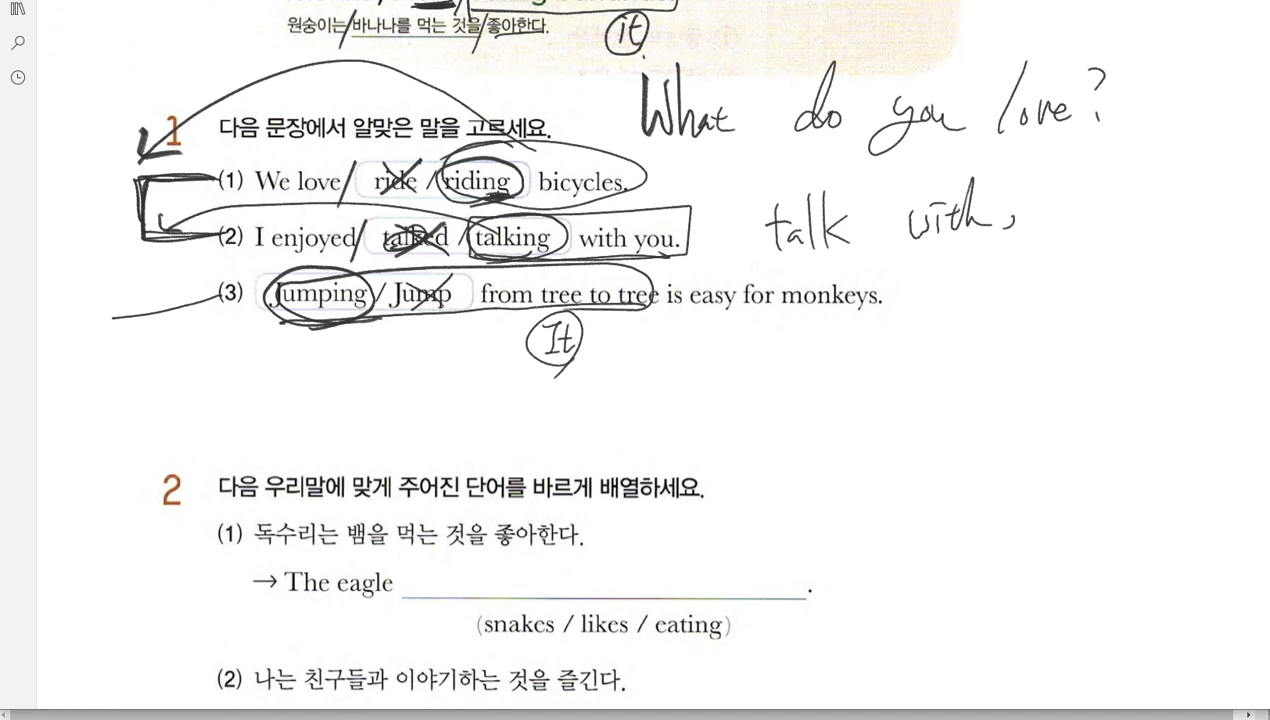 원숭이는/바나나를 먹는 것을/좋아한다.
it
What do you love?
1 다음 문장에서 알맞은 말을 고르세요.
(1) We love/ ride / riding bicycles.
(2) I enjoyed/ talked / talking with you.
talk with,
(3) Jumping / Jump from tree to tree is easy for monkeys.
It
2 다음 우리말에 맞게 주어진 단어를 바르게 배열하세요.
(1) 독수리는 뱀을 먹는 것을 좋아한다.
→ The eagle .
(snakes / likes / eating)
(2) 나는 친구들과 이야기하는 것을 즐긴다.